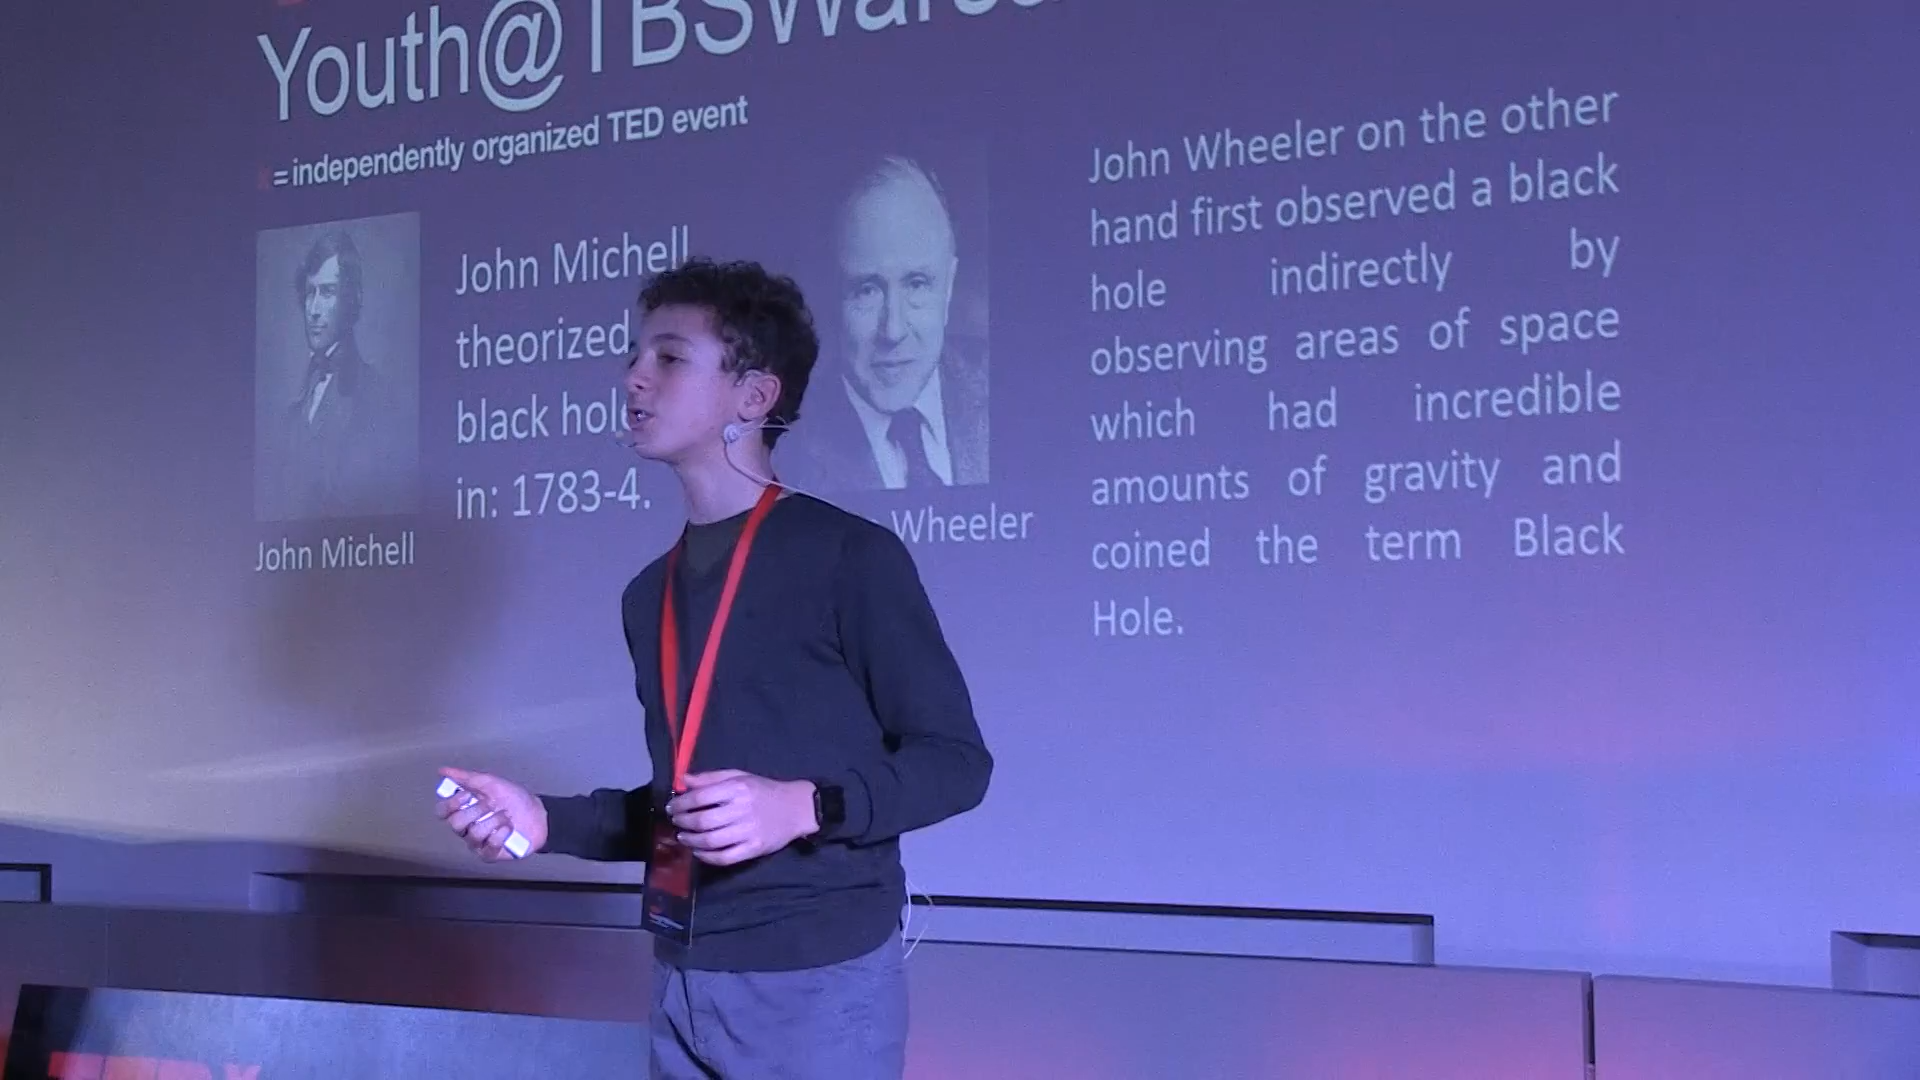 Youth@TBSWars
=independently organized TED event
John Michell
theorized
black hole
in: 1783-4.
John Michell
Wheeler
John Wheeler on the other
hand first observed a black
hole indirectly by
observing areas of space
which had incredible
amounts of gravity and
coined the term Black
Hole.